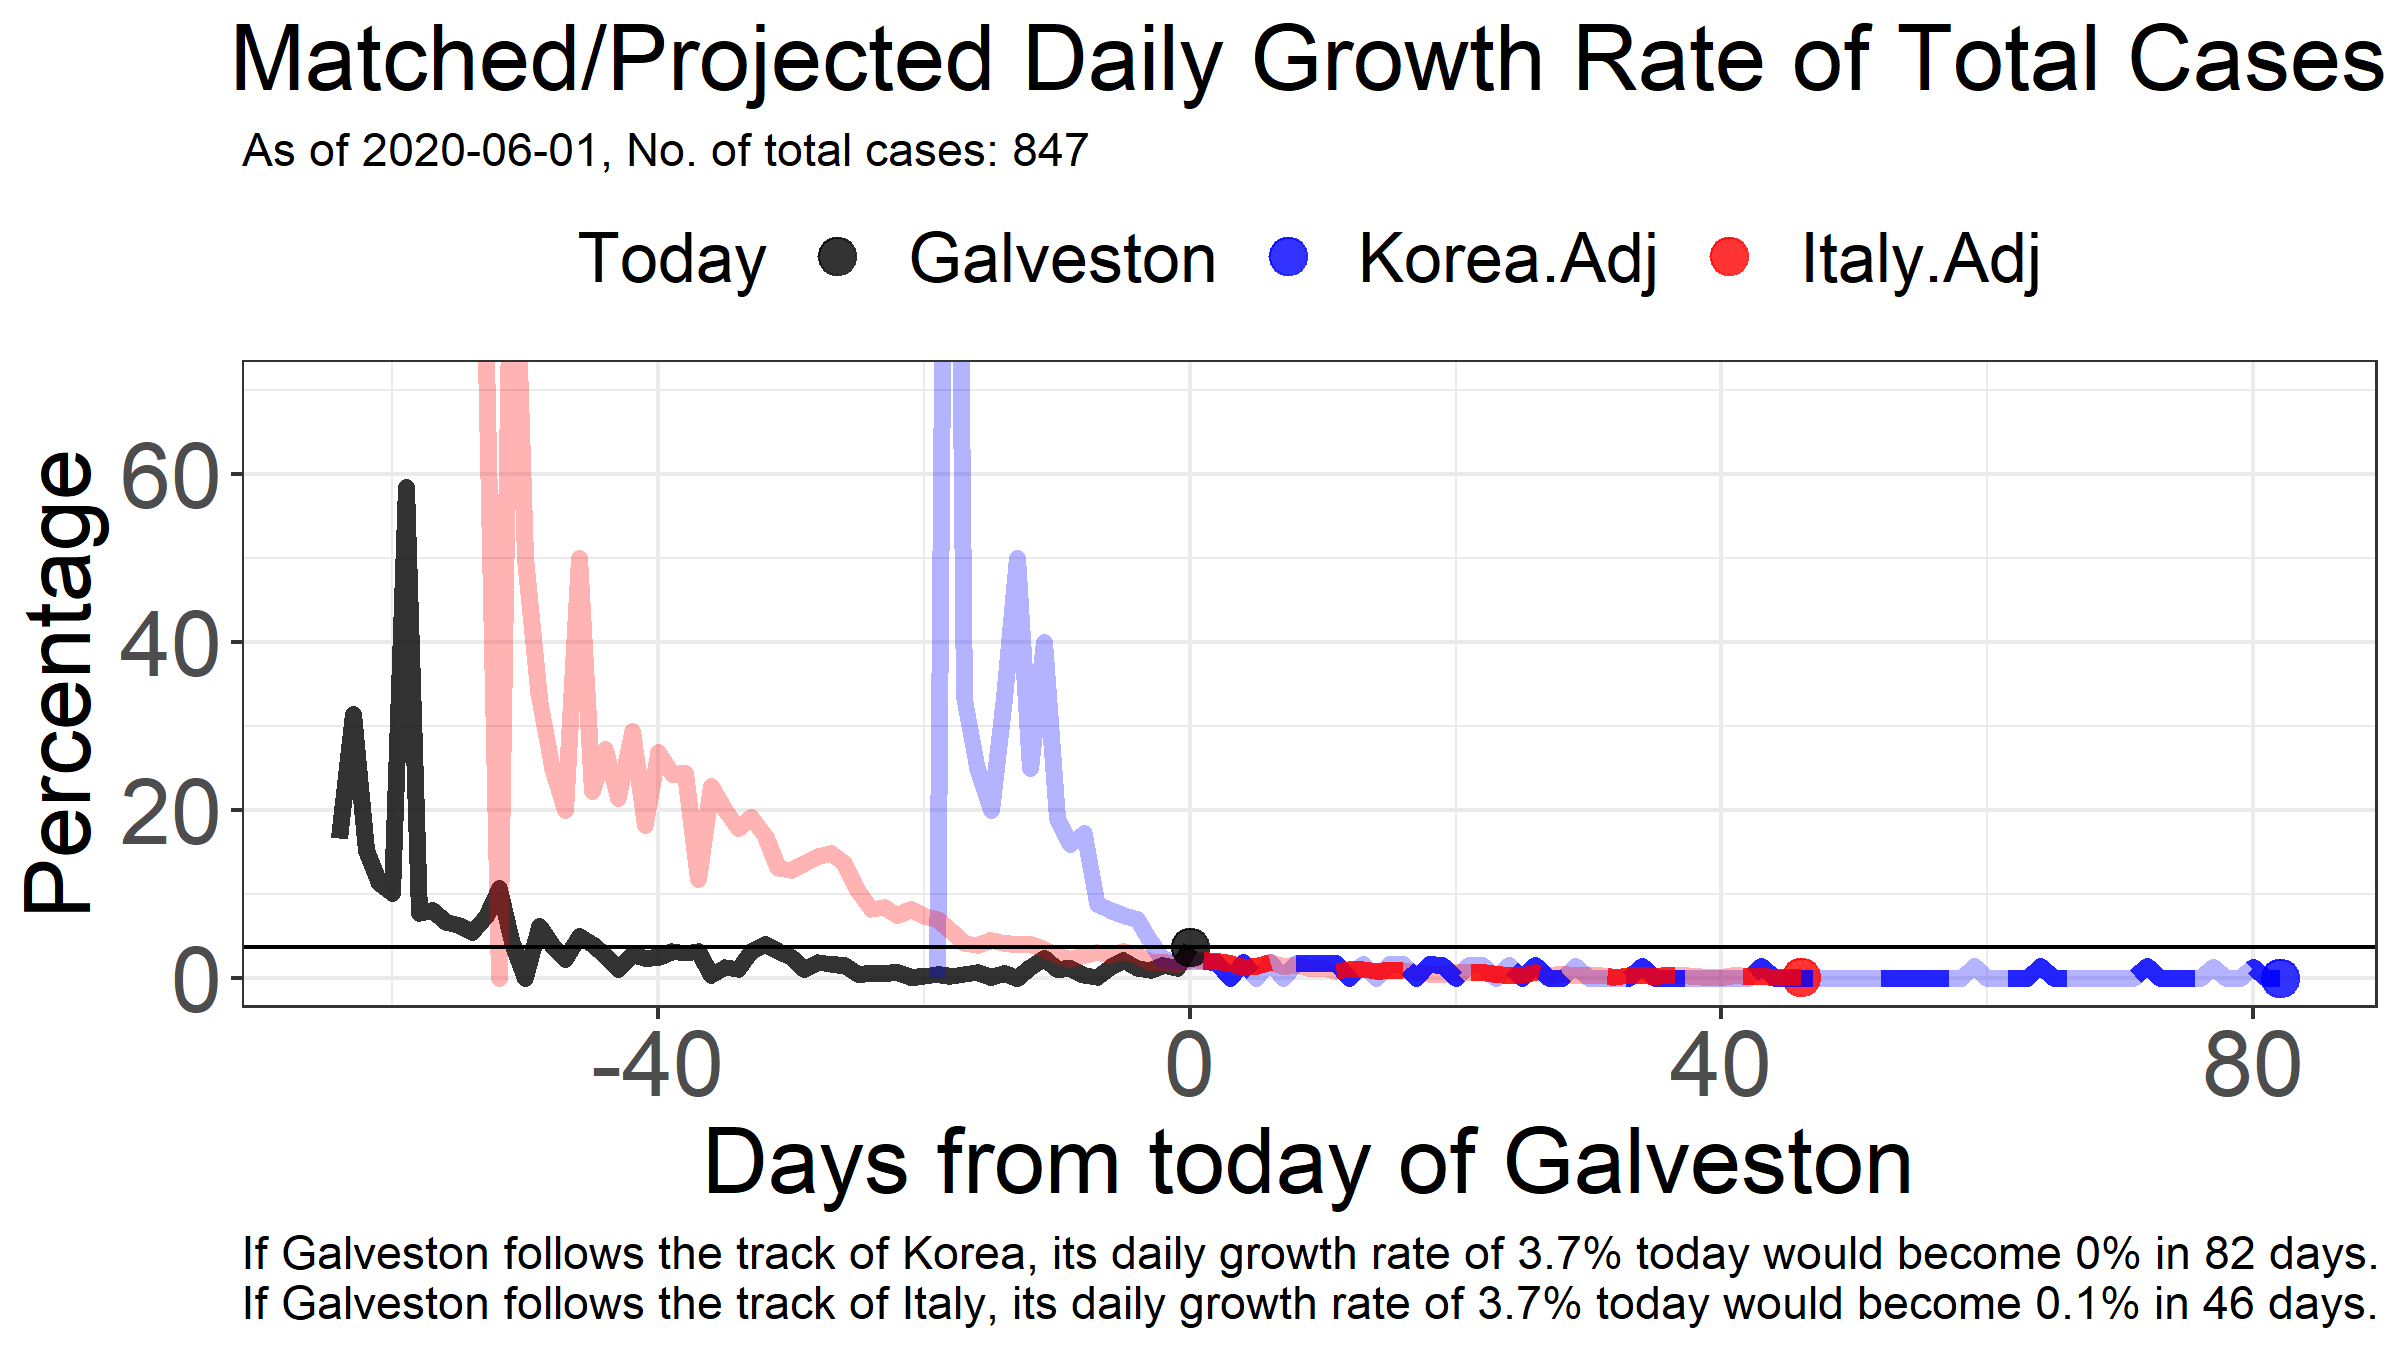 Matched/Projected Daily Growth Rate of Total Cases
As of 2020-06-01, No. of total cases: 847
Today Galveston Korea.Adj Italy.Adj
Percentage
60
40
20
0
-40 0 40 80
Days from today of Galveston
If Galveston follows the track of Korea, its daily growth rate of 3.7% today would become 0% in 82 days.
If Galveston follows the track of Italy, its daily growth rate of 3.7% today would become 0.1% in 46 days.